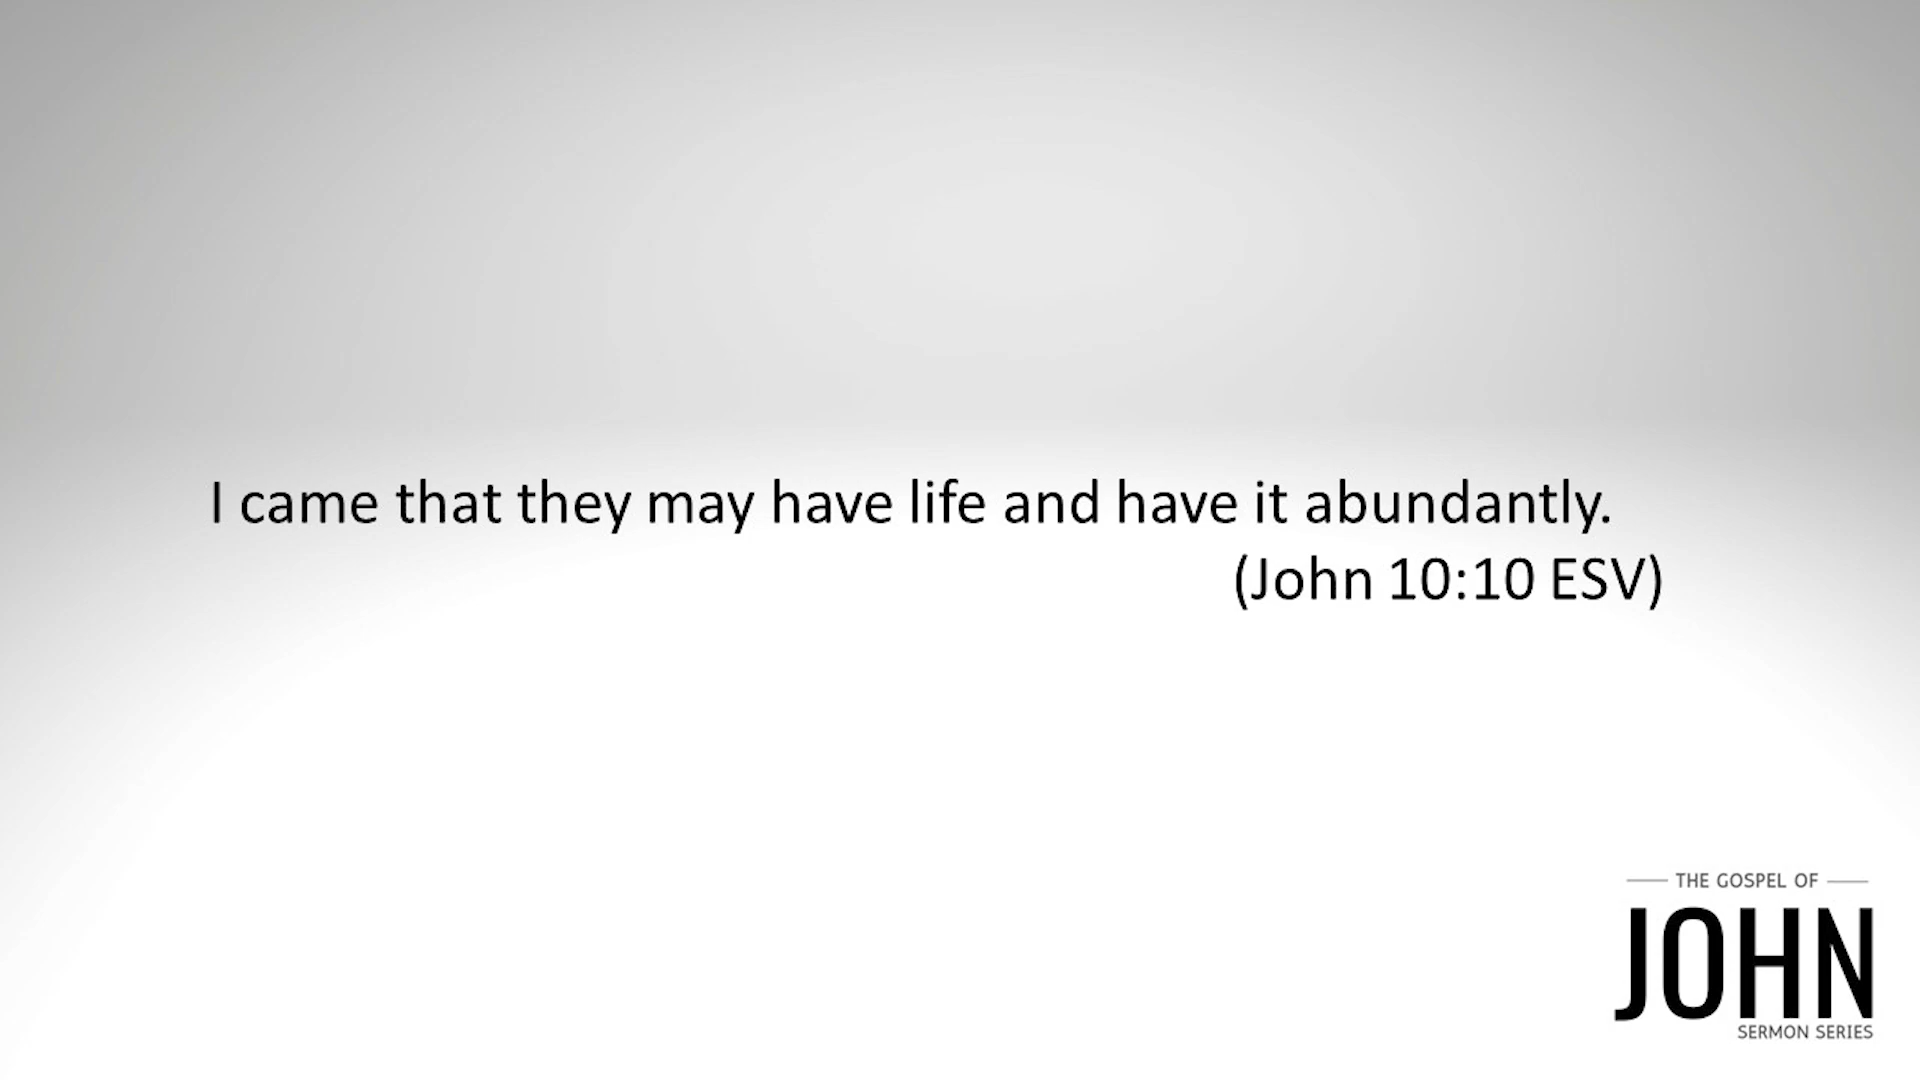 I came that they may have life and have it abundantly.
(John 10:10 ESV)
THE GOSPEL OF
JOHN
SERMON SERIES